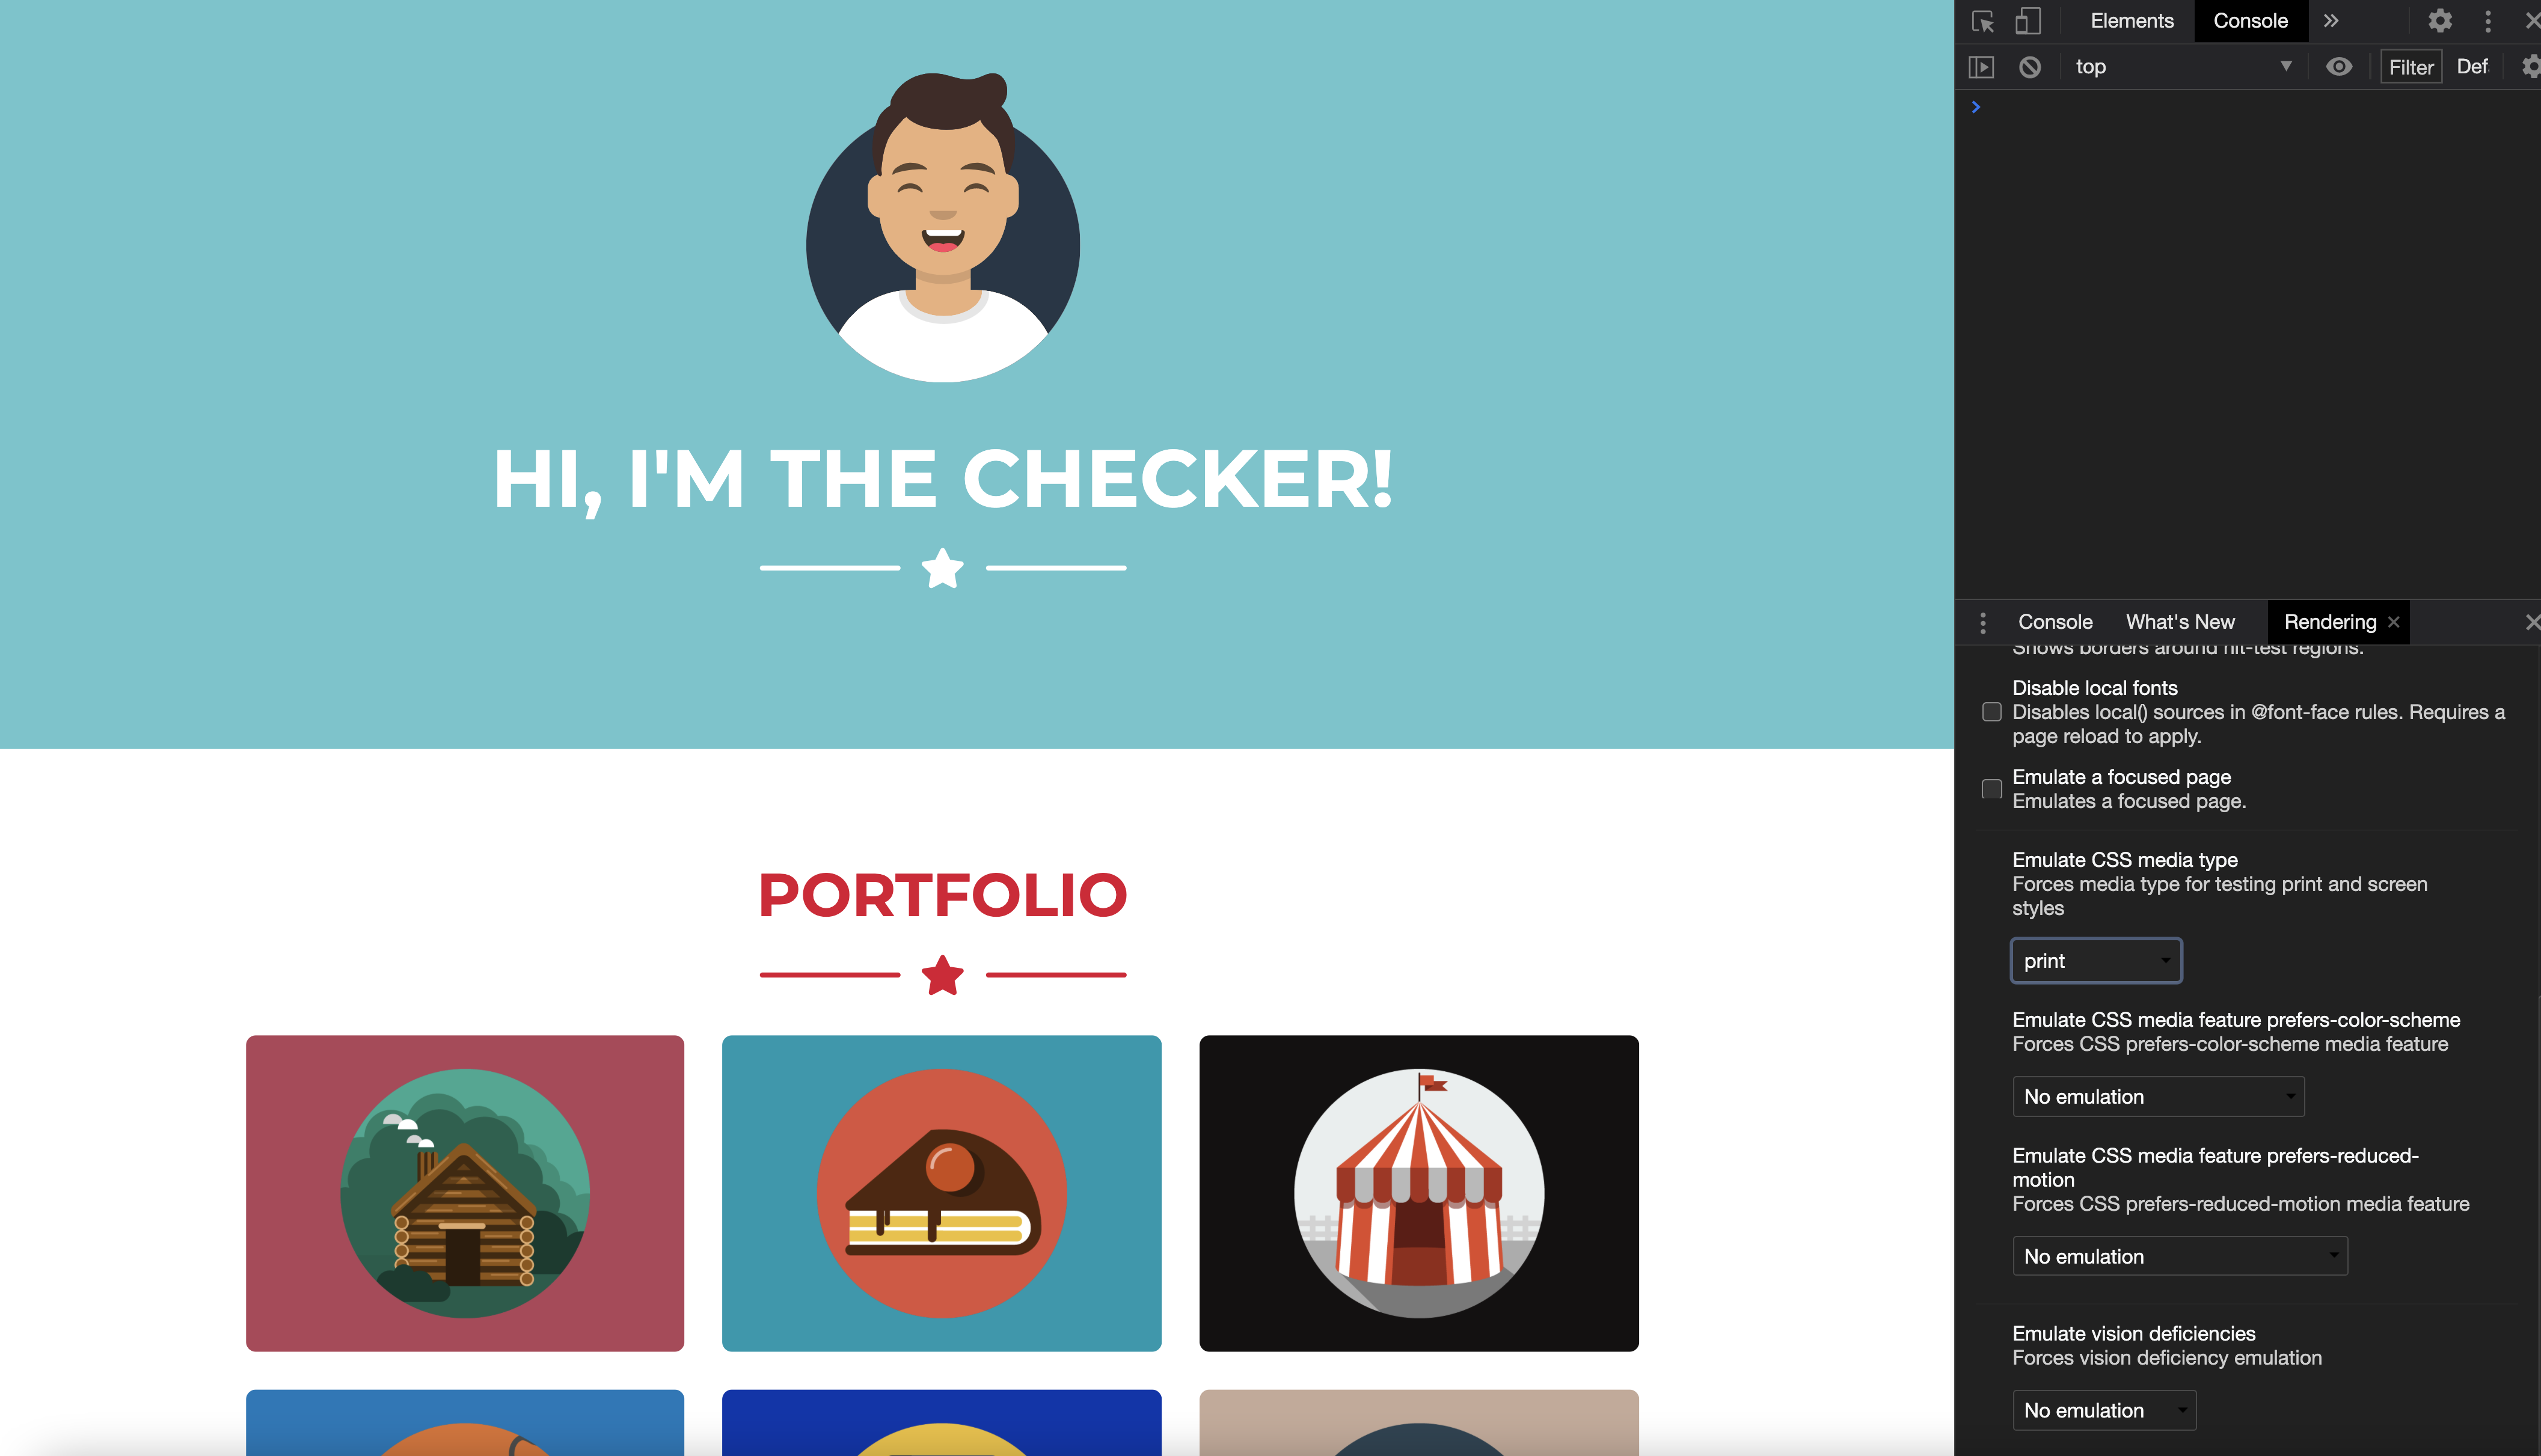 HI, I'M THE CHECKER!
PORTFOLIO
Elements Console
top Filter
Console What's New Rendering
Shows borders around hit-test regions.
Disable local fonts
Disables local() sources in @font-face rules. Requires a
page reload to apply.
Emulate a focused page
Emulates a focused page.
Emulate CSS media type
Forces media type for testing print and screen
styles
print
Emulate CSS media feature prefers-color-scheme
Forces CSS prefers-color-scheme media feature
No emulation
Emulate CSS media feature prefers-reduced-
motion
Forces CSS prefers-reduced-motion media feature
No emulation
Emulate vision deficiencies
Forces vision deficiency emulation
No emulation